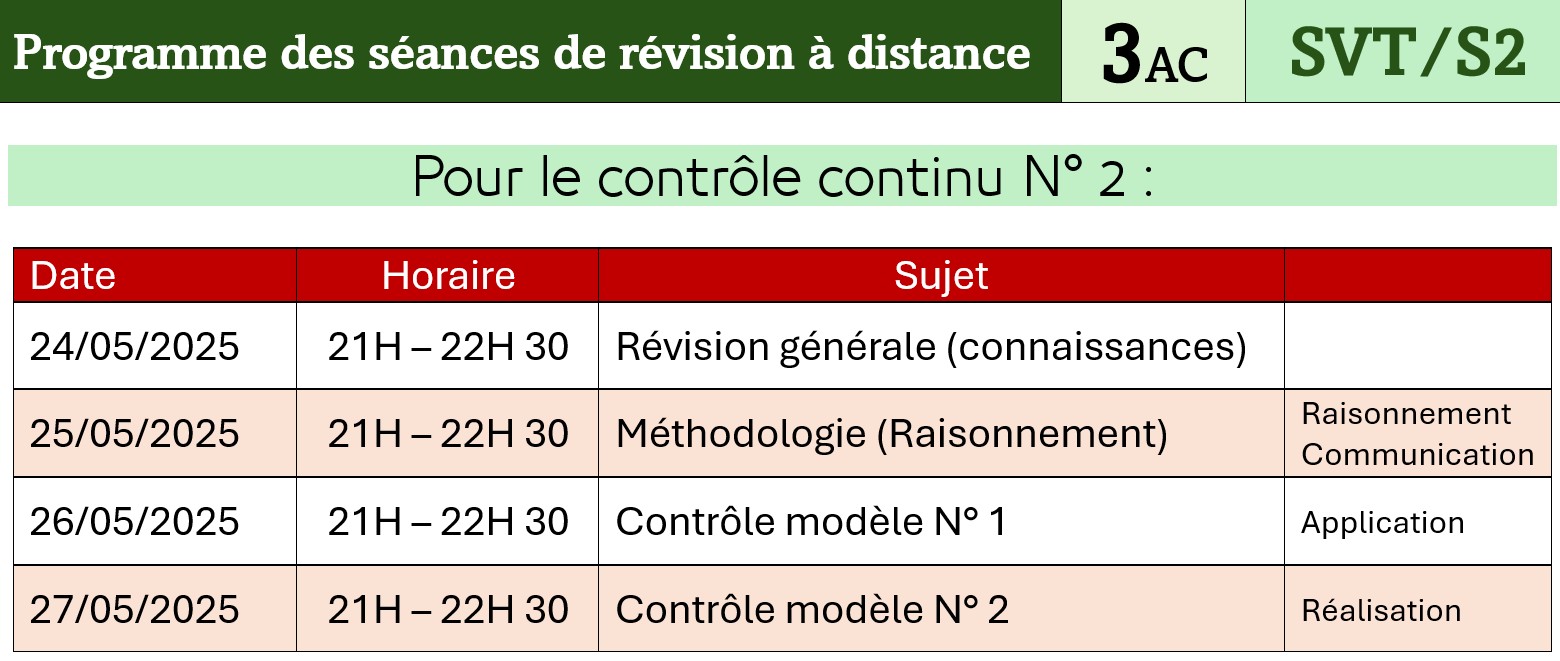 Programme des séances de révision à distance 3AC SVT/S2
Pour le contrôle continu N° 2 :
Date Horaire Sujet
24/05/2025 21H – 22H 30 Révision générale (connaissances)
25/05/2025 21H – 22H 30 Méthodologie (Raisonnement) Raisonnement
Communication
26/05/2025 21H – 22H 30 Contrôle modèle N° 1 Application
27/05/2025 21H – 22H 30 Contrôle modèle N° 2 Réalisation